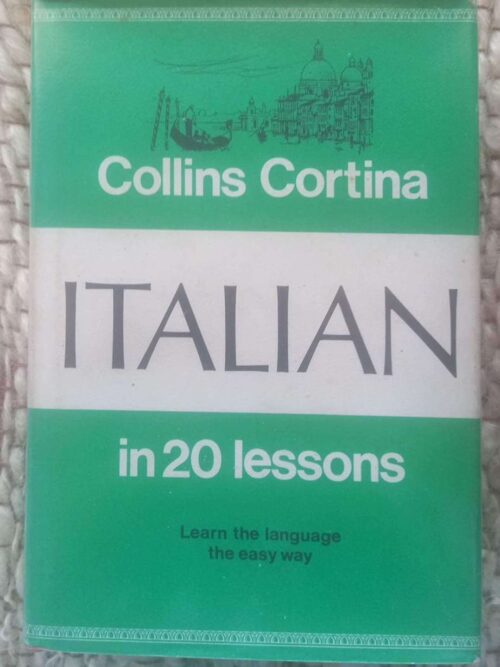 Collins Cortina
ITALIAN
in 20 lessons
Learn the language
the easy way